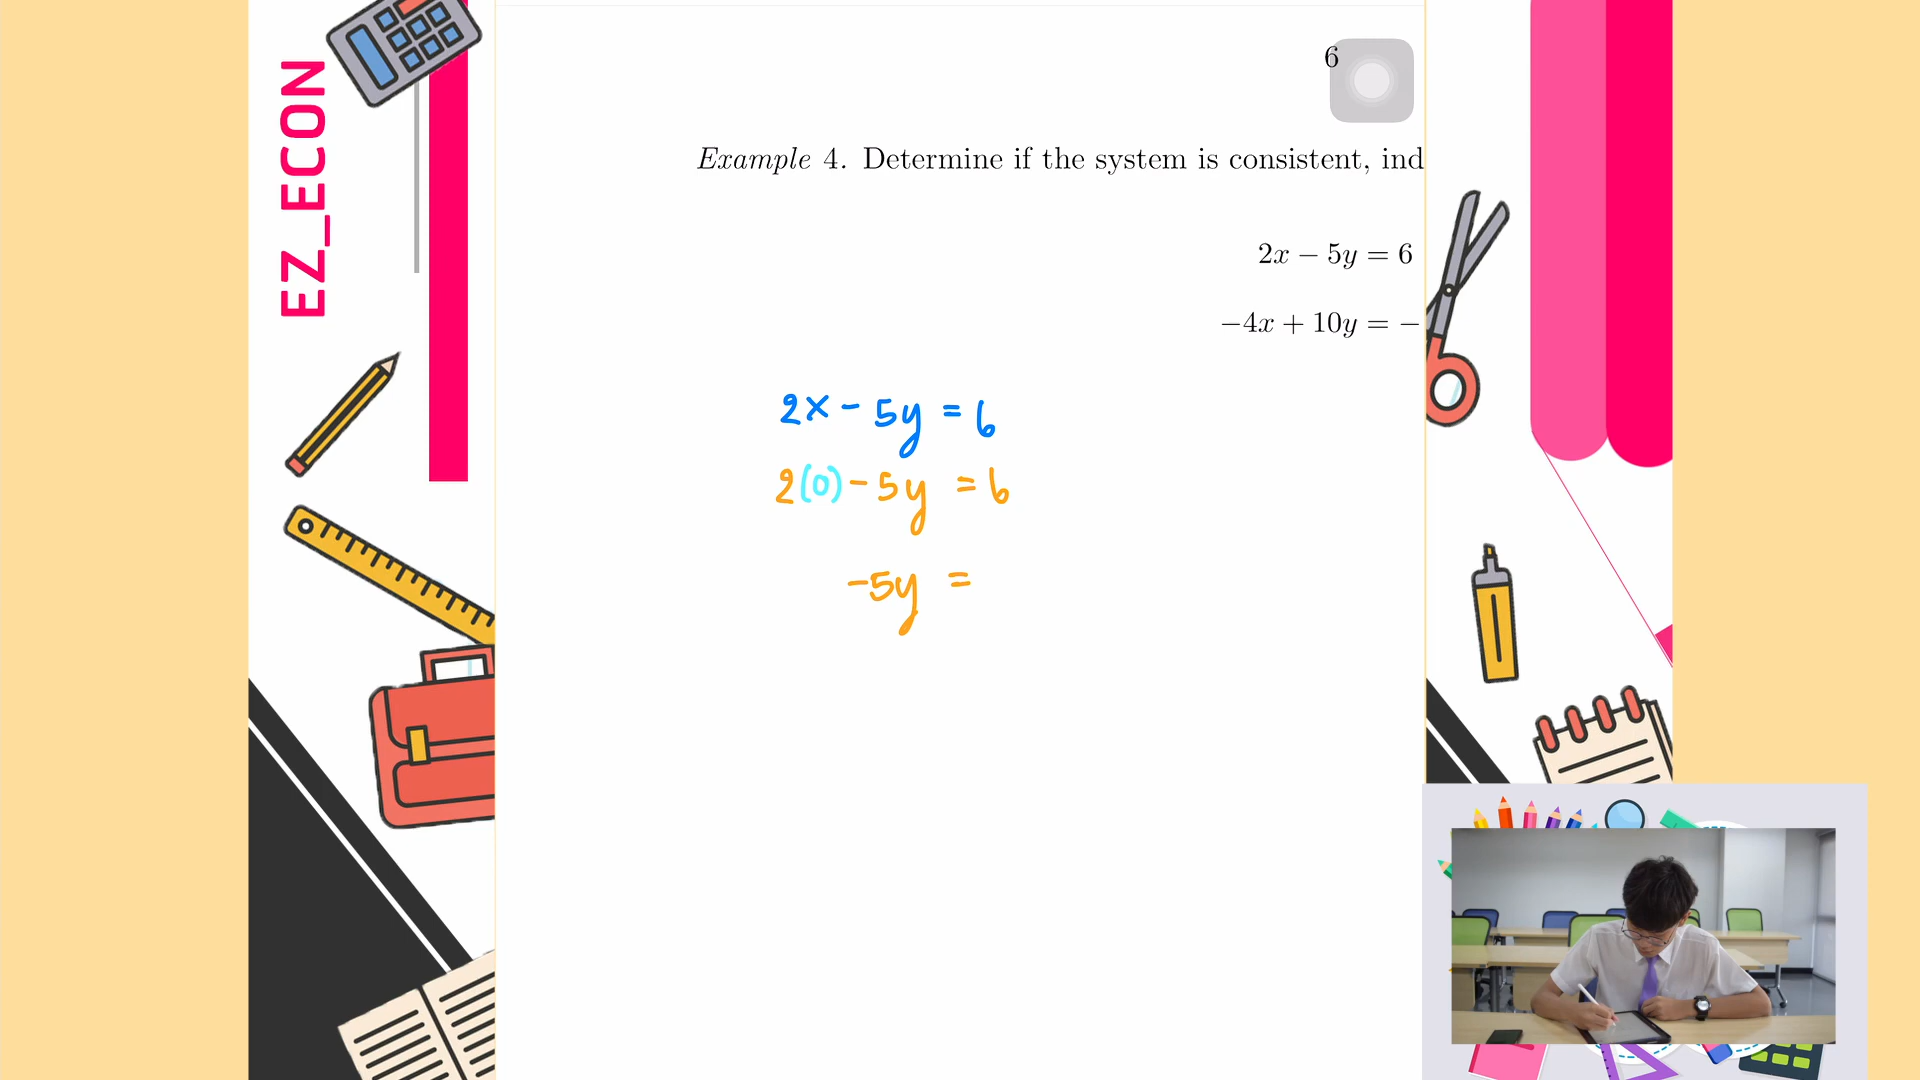 EZ_ECON
6
Example 4. Determine if the system is consistent, ind
2x − 5y = 6
−4x + 10y = −
2x - 5y = 6
2(0) - 5y = 6
-5y =